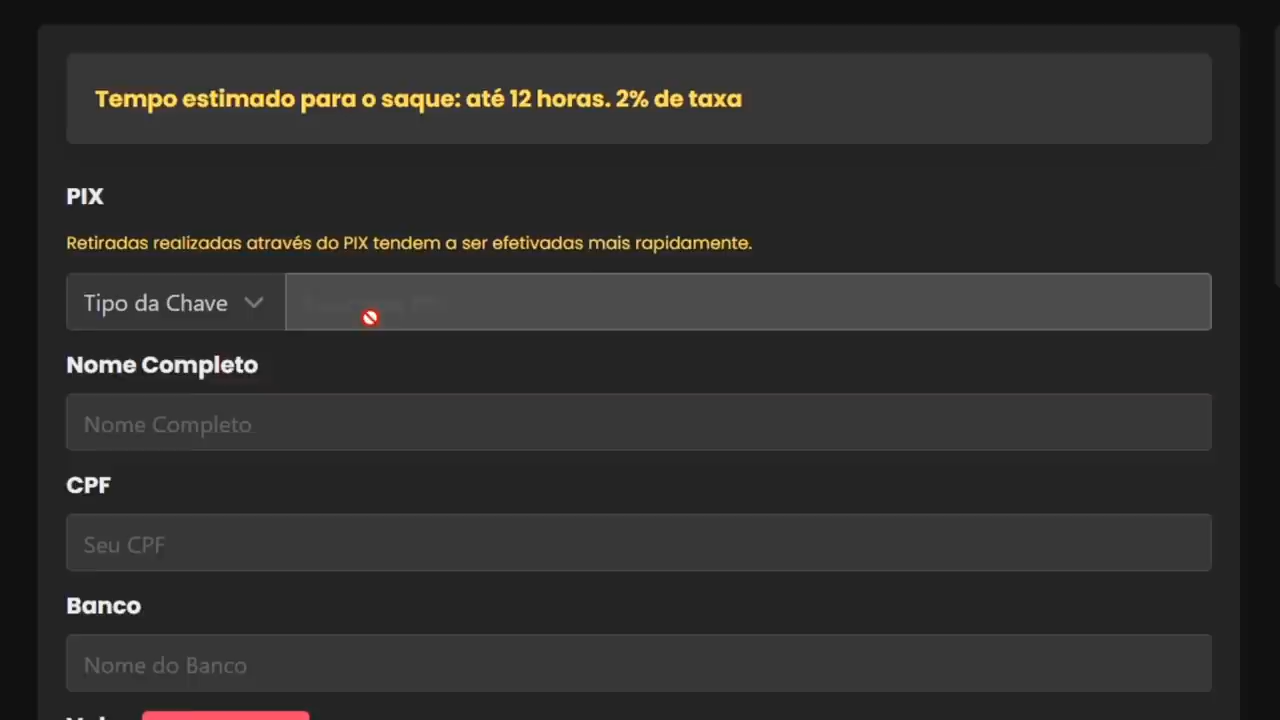 Tempo estimado para o saque: até 12 horas. 2% de taxa
PIX
Retiradas realizadas através do PIX tendem a ser efetivadas mais rapidamente.
Tipo da Chave
Nome Completo
Nome Completo
CPF
Seu CPF
Banco
Nome do Banco